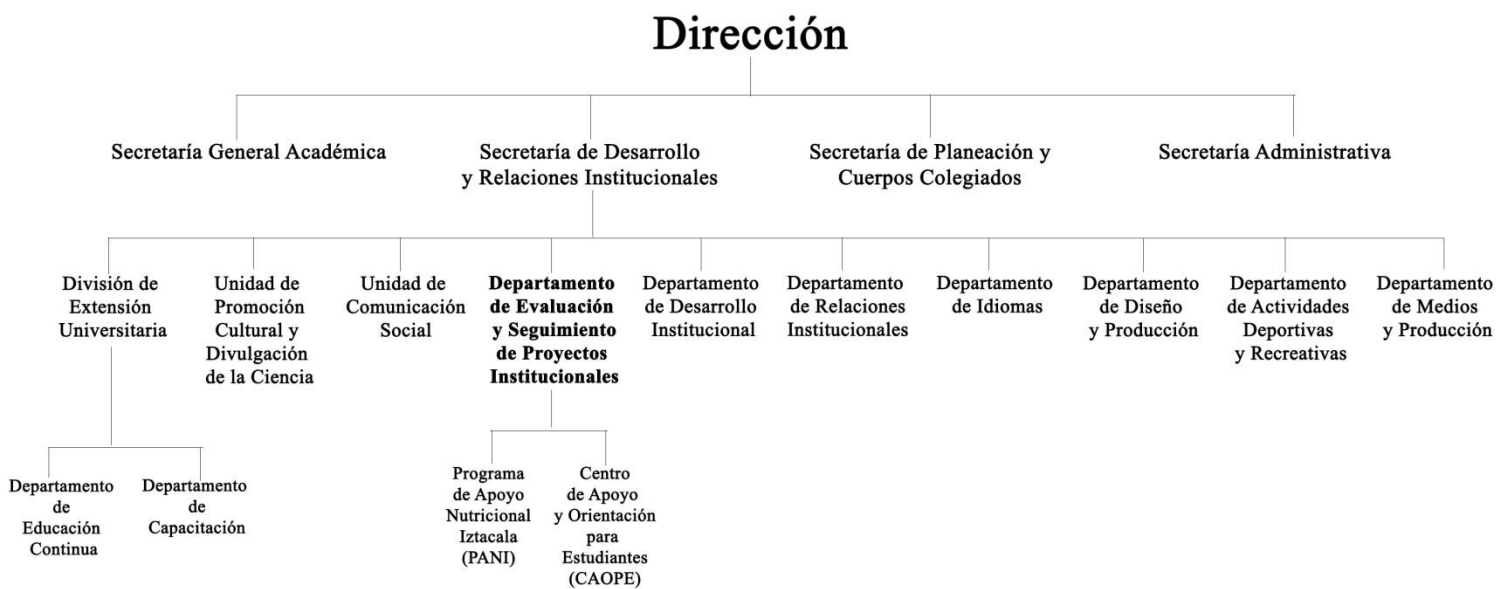 Dirección
Secretaría General Académica
Secretaría de Desarrollo
y Relaciones Institucionales
Secretaría de Planeación y
Cuerpos Colegiados
Secretaría Administrativa
División de
Extensión
Universitaria
Unidad de
Promoción
Cultural y
Divulgación
de la Ciencia
Unidad de
Comunicación
Social
Departamento
de Evaluación
y Seguimiento
de Proyectos
Institucionales
Departamento
de Desarrollo
Institucional
Departamento
de Relaciones
Institucionales
Departamento
de Idiomas
Departamento
de Diseño
y Producción
Departamento
de Actividades
Deportivas
y Recreativas
Departamento
de Medios
y Producción
Departamento
de
Educación
Continua
Departamento
de
Capacitación
Programa
de Apoyo
Nutricional
Iztacala
(PANI)
Centro
de Apoyo
y Orientación
para
Estudiantes
(CAOPE)